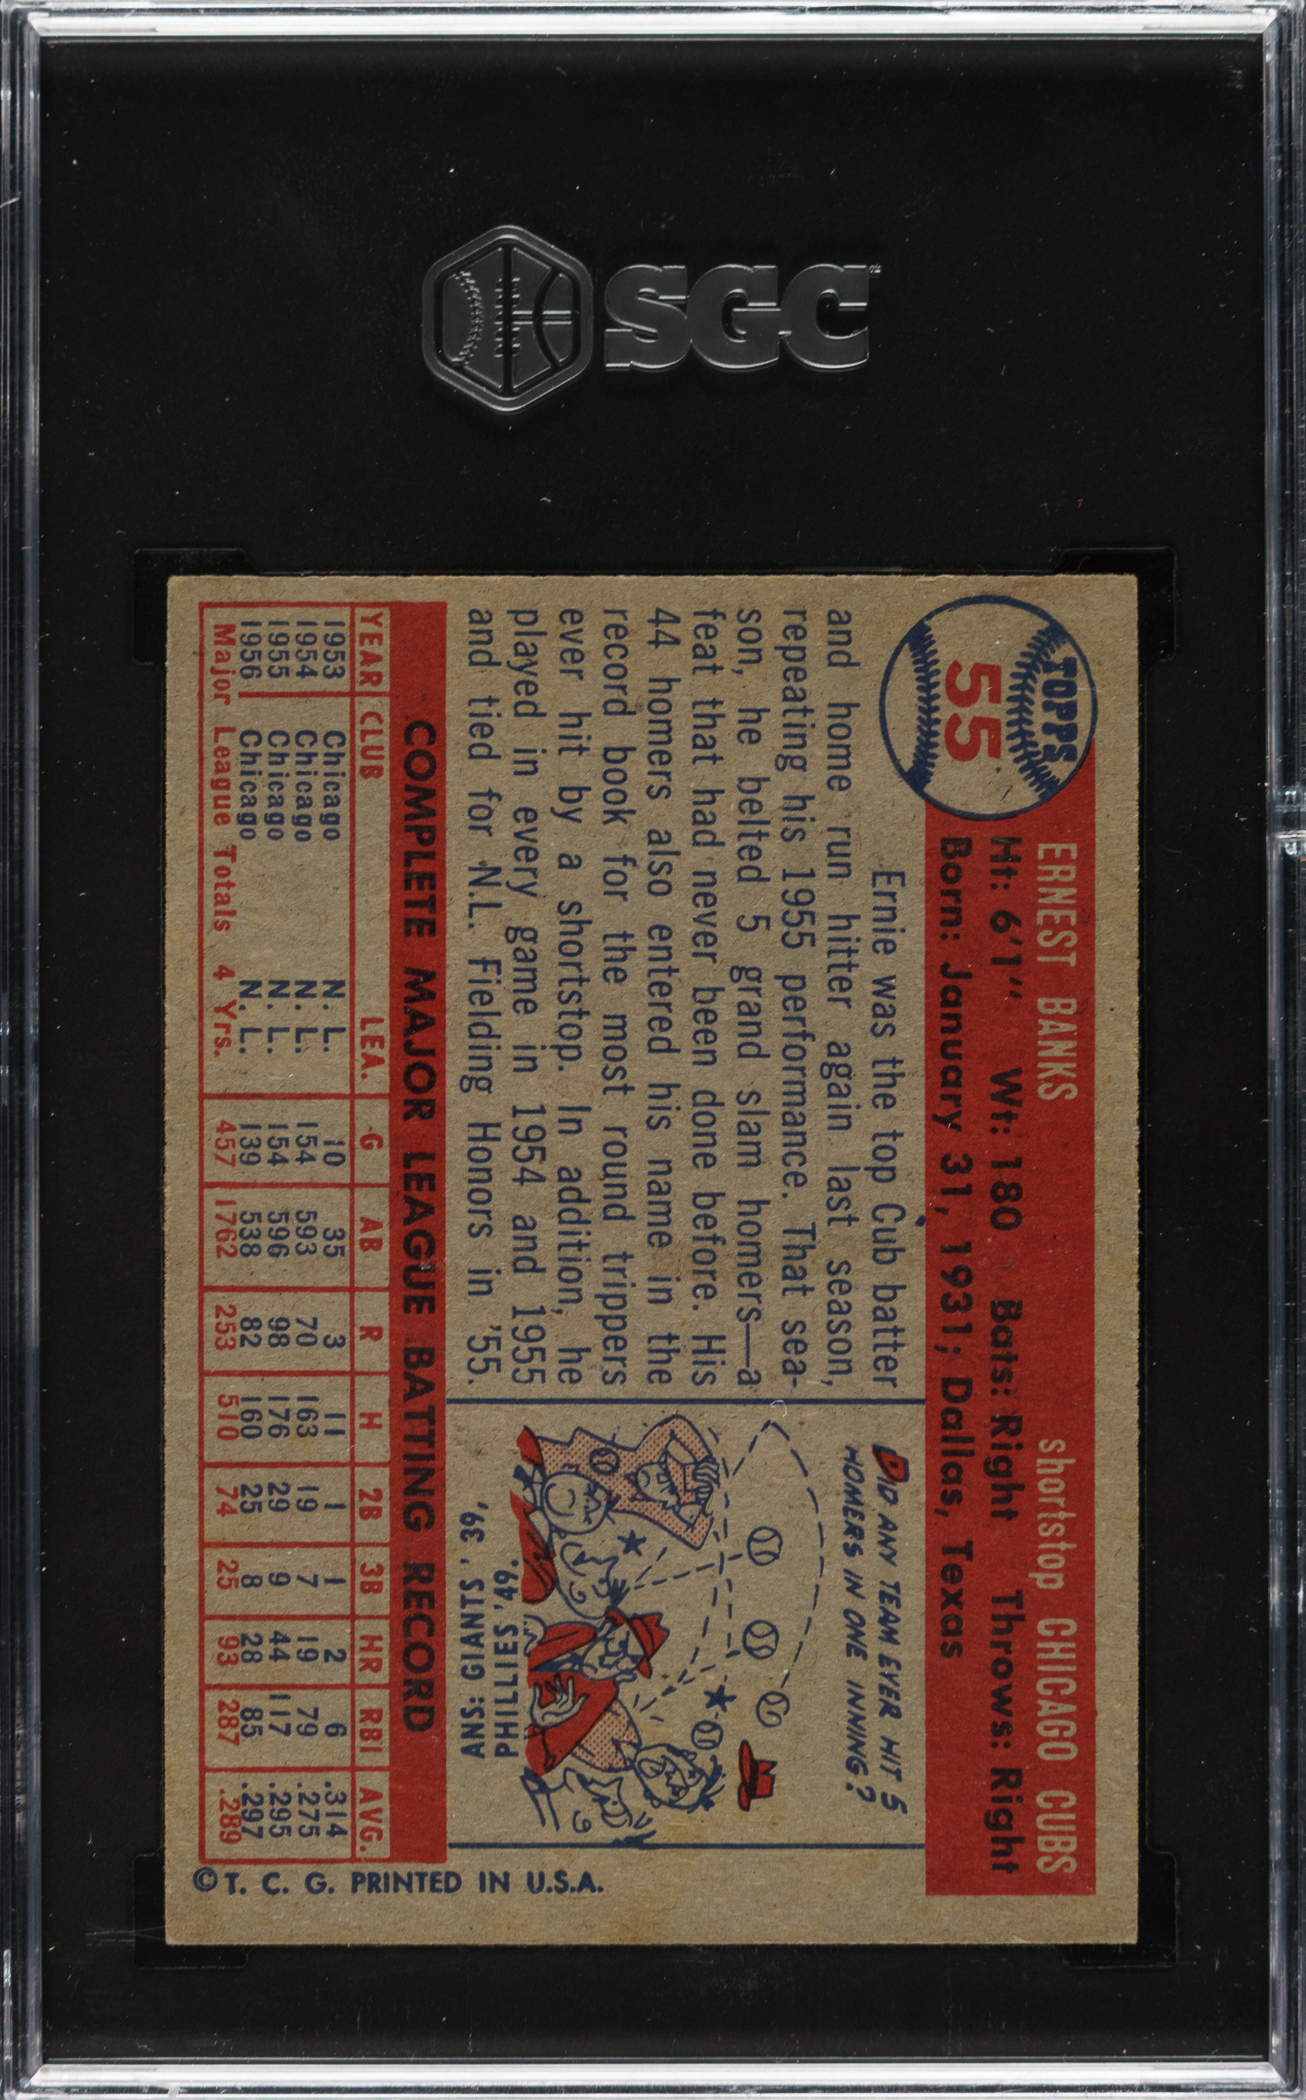 SGC
TOPPS
55
ERNEST BANKS shortstop CHICAGO CUBS
Ht: 6'1" Wt: 180 Bats: Right Throws: Right
Born: January 31, 1931; Dallas, Texas
Ernie was the top Cub batter
and home run hitter again last season,
repeating his 1955 performance. That sea-
son, he belted 5 grand slam homers—a
feat that had never been done before. His
44 homers also entered his name in the
record book for the most round trippers
ever hit by a shortstop. In addition, he
played in every game in 1954 and 1955
and tied for N.L. Fielding Honors in '55.
DID ANY TEAM EVER HIT 5
HOMERS IN ONE INNING?
ANS: GIANTS, '39,
PHILLIES, '49.
COMPLETE MAJOR LEAGUE BATTING RECORD
YEAR CLUB LEA. G AB R H 2B 3B HR RBI AVG.
1953 Chicago N. L. 10 35 3 11 1 1 2 6 .314
1954 Chicago N. L. 154 593 70 163 19 7 19 79 .275
1955 Chicago N. L. 154 596 98 176 29 9 44 117 .295
1956 Chicago N. L. 139 538 82 160 25 8 28 85 .297
Major League Totals 4 Yrs. 457 1762 253 510 74 25 93 287 .289
© T. C. G. PRINTED IN U.S.A.